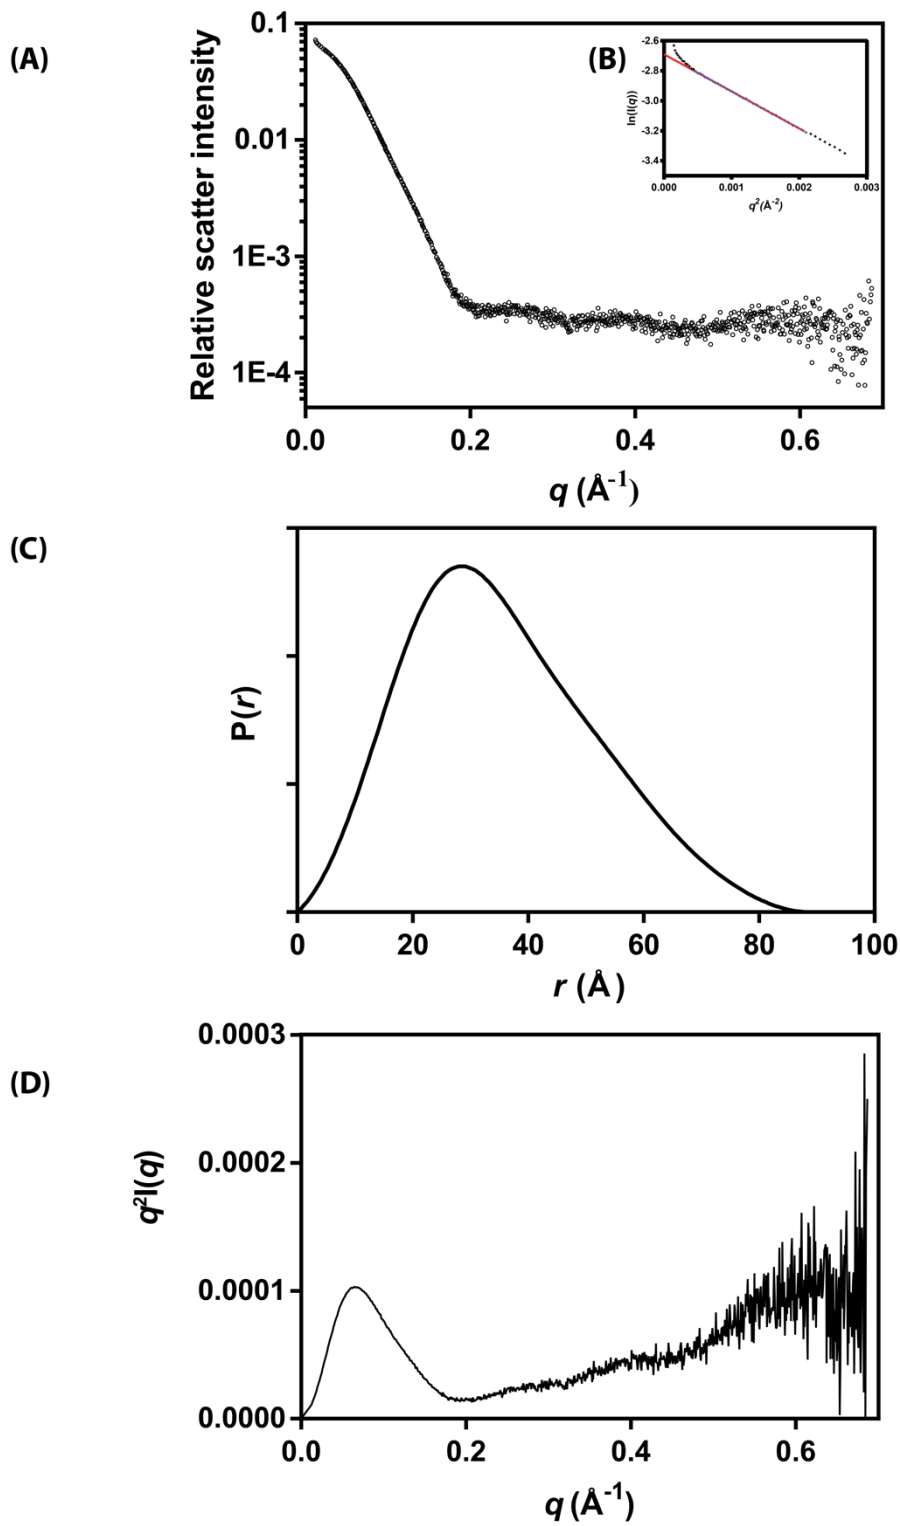 (A)
Relative scatter intensity
0.1
0.01
1E-3
1E-4
0.0 0.2 0.4 0.6
q (Å⁻¹)
(B)
ln(I(q))
-2.6
-2.8
-3.0
-3.2
-3.4
0.000 0.001 0.002 0.003
q²(Å⁻²)
(C)
P(r)
0 20 40 60 80 100
r (Å)
(D)
q²I(q)
0.0003
0.0002
0.0001
0.0000
0.0 0.2 0.4 0.6
q (Å⁻¹)